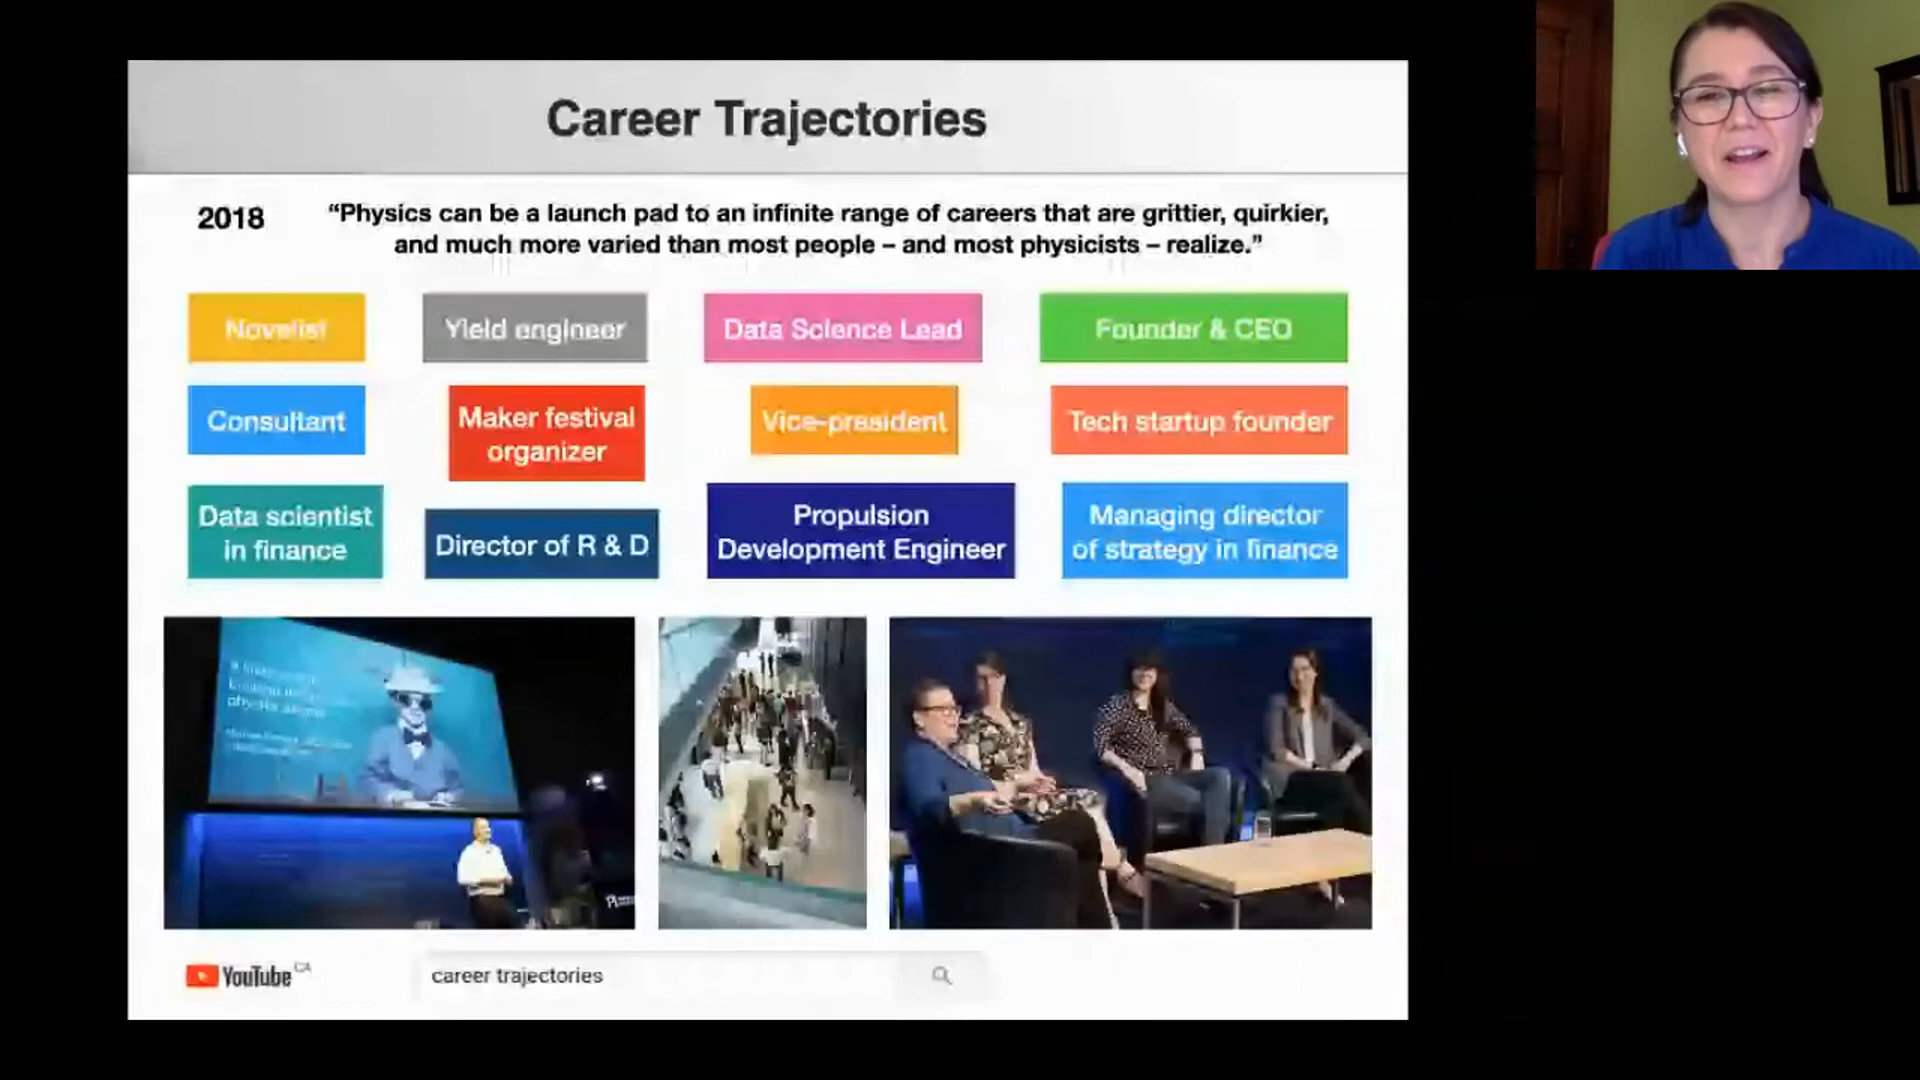 Career Trajectories
2018
“Physics can be a launch pad to an infinite range of careers that are grittier, quirkier,
and much more varied than most people – and most physicists – realize.”
Novelist
Yield engineer
Data Science Lead
Founder & CEO
Consultant
Maker festival
organizer
Vice-president
Tech startup founder
Data scientist
in finance
Director of R & D
Propulsion
Development Engineer
Managing director
of strategy in finance
YouTube CA
career trajectories